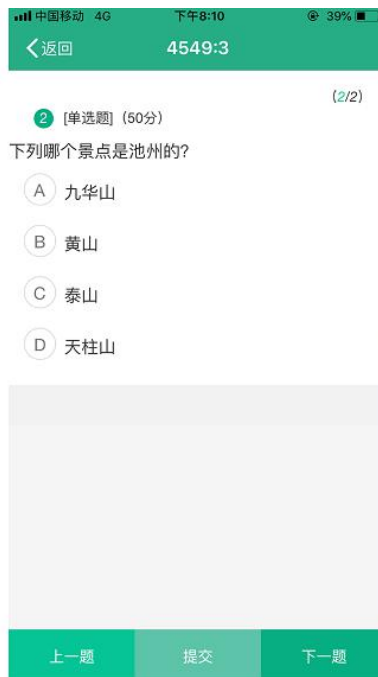 中国移动 4G 下午8:10 39%
返回 4549:3
(2/2)
2 [单选题]（50分）
下列哪个景点是池州的?
A 九华山
B 黄山
C 泰山
D 天柱山
上一题 提交 下一题